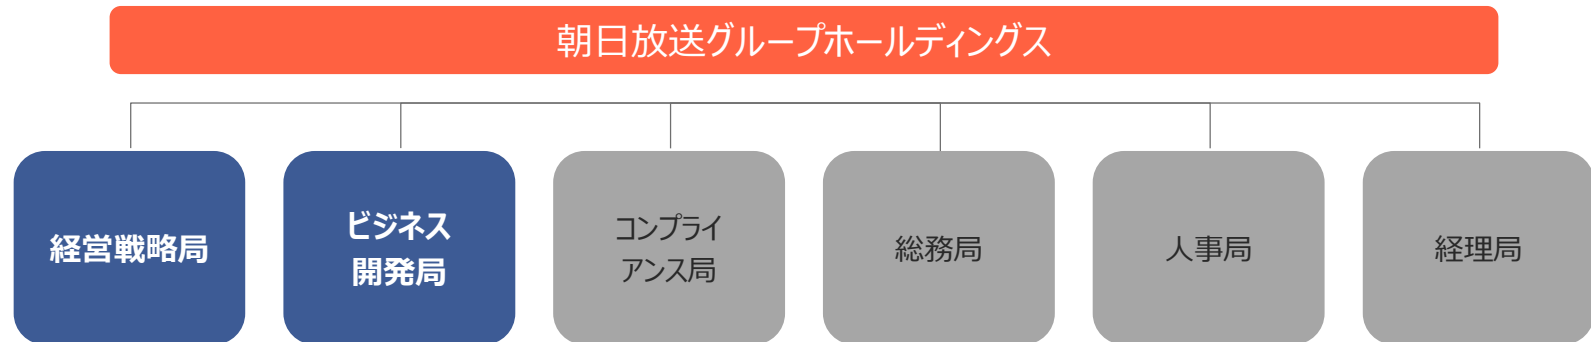 朝日放送グループホールディングス
経営戦略局
ビジネス
開発局
コンプライ
アンス局
総務局
人事局
経理局